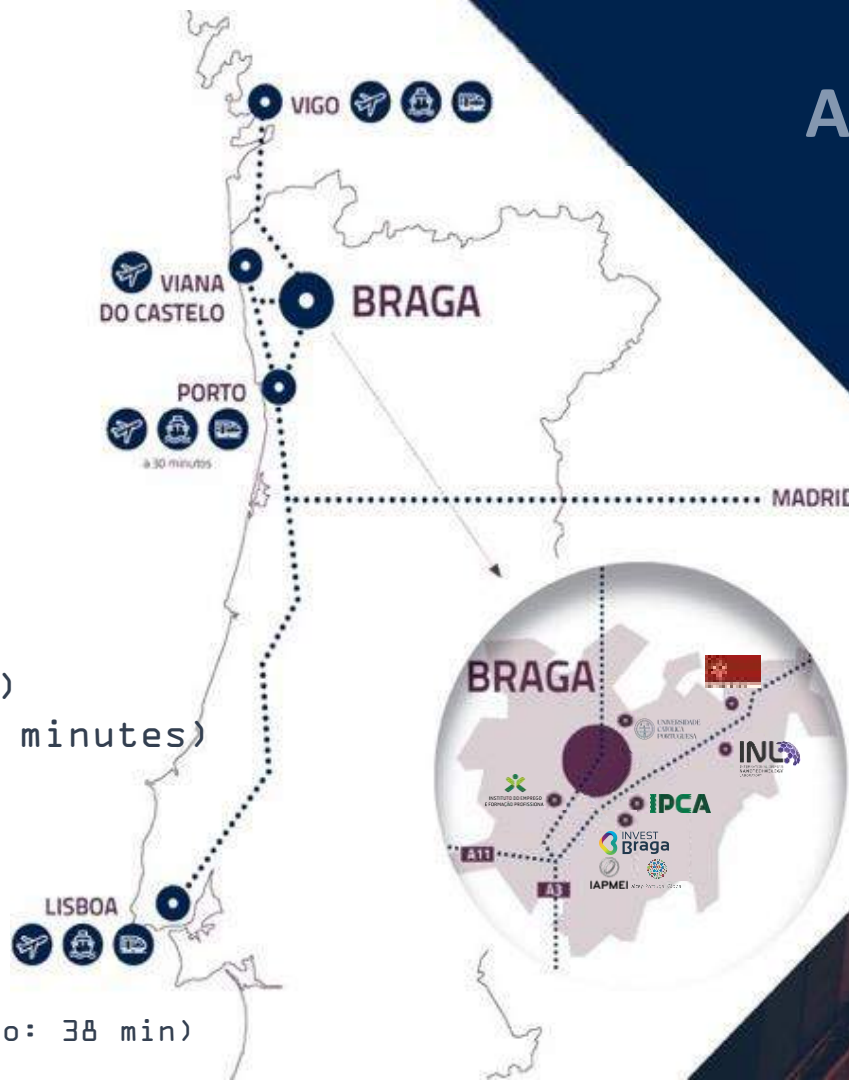 A
VIGO
VIANA
DO CASTELO
BRAGA
PORTO
a 30 minutos
MADRID
)
minutes)
BRAGA
UNIVERSIDADE
CATÓLICA
PORTUGUESA
INL
INSTITUTO DO EMPREGO
E FORMAÇÃO PROFISSIONA
IPCA
INVEST
Braga
A11
IAPMEI
A3
LISBOA
o: 38 min)